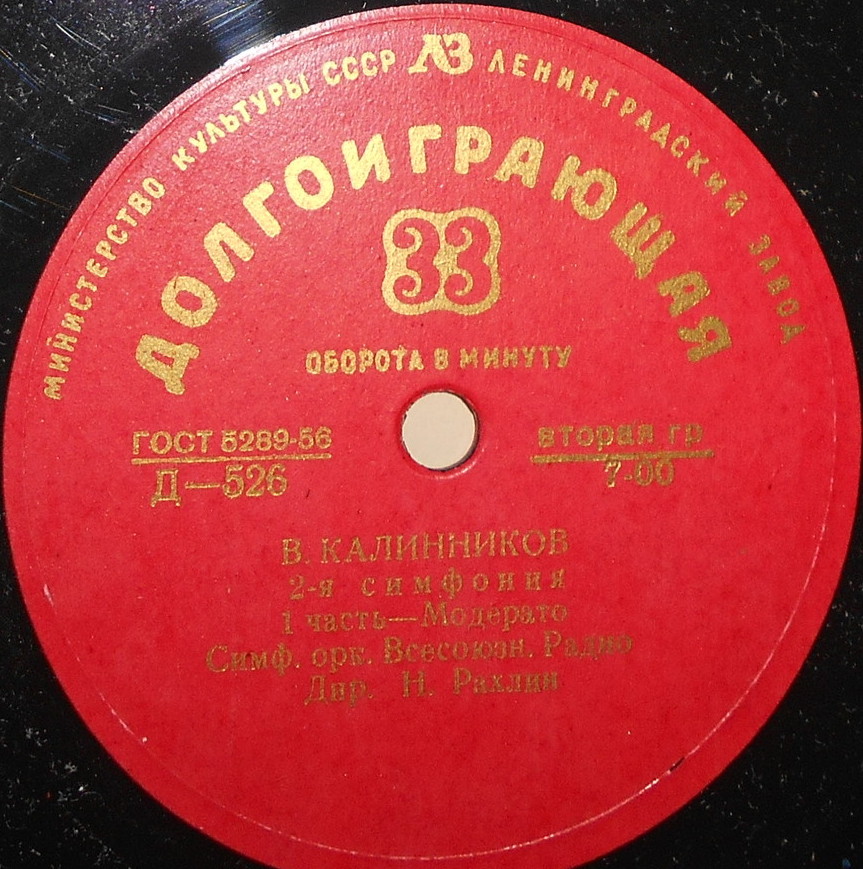 МИНИСТЕРСТВО КУЛЬТУРЫ СССР ЛЗ ЛЕНИНГРАДСКИЙ ЗАВОД
ДОЛГОИГРАЮЩАЯ
33
ОБОРОТА В МИНУТУ
ГОСТ 5289-56
Д—526
вторая гр
7-00
В. КАЛИННИКОВ
2-я симфония
1 часть—Модерато
Симф. орк. Всесоюзн. Радио
Дир. Н. Рахлин